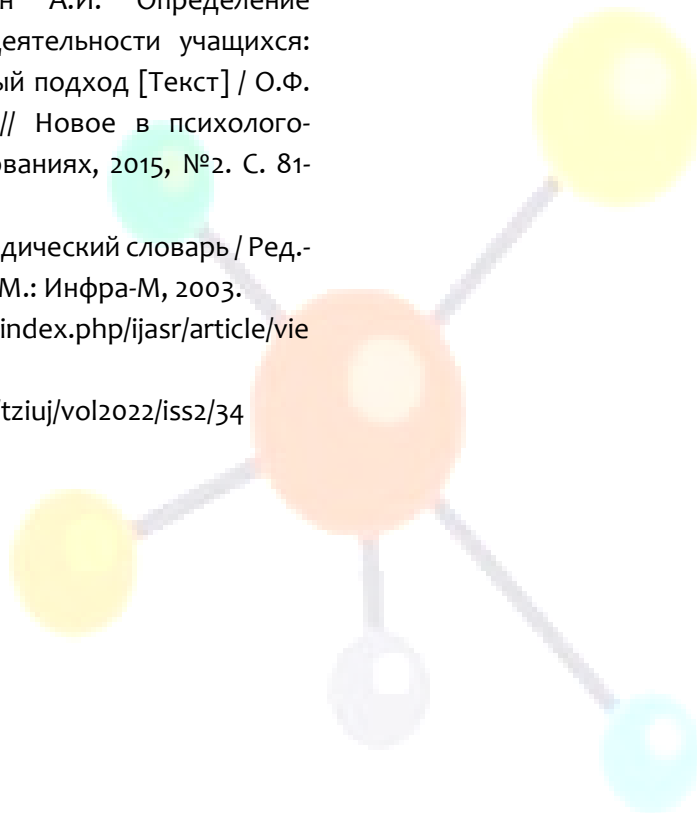 н А.И. Определение
деятельности учащихся:
ый подход [Текст] / О.Ф.
// Новое в психолого-
ованиях, 2015, №2. С. 81-
дический словарь / Ред.-
М.: Инфра-М, 2003.
index.php/ijasr/article/vie
/tziuj/vol2022/iss2/34